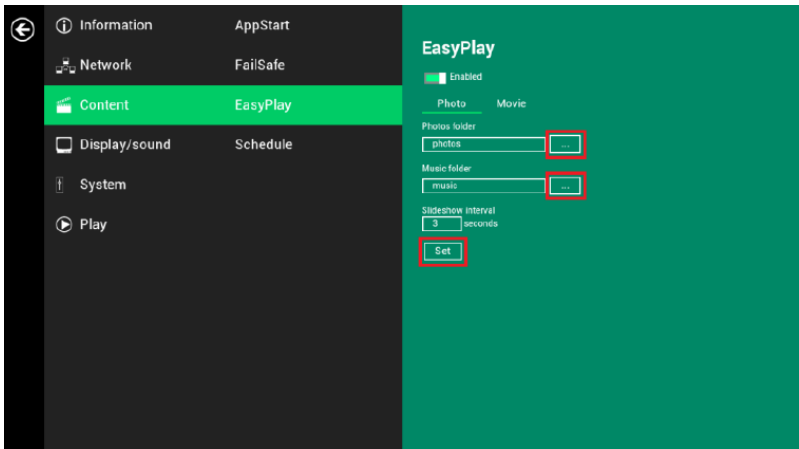 Information
Network
Content
Display/sound
System
Play
AppStart
FailSafe
EasyPlay
Schedule
EasyPlay
Enabled
Photo Movie
Photos folder
photos ...
Music folder
music ...
Slideshow interval
3 seconds
Set